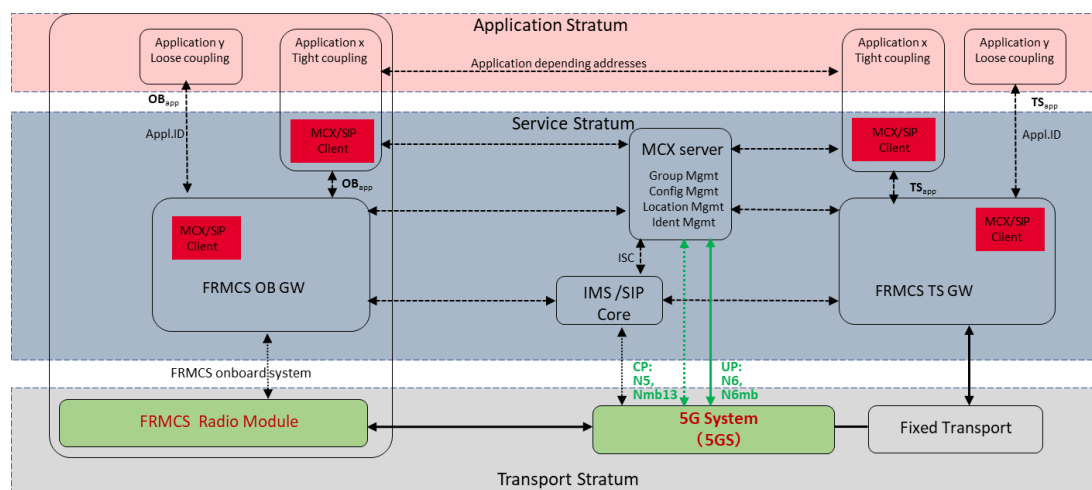 Application Stratum
Application y
Loose coupling
Application x
Tight coupling
Application depending addresses
Application x
Tight coupling
Application y
Loose coupling
OBapp
TSapp
Appl.ID
Appl.ID
Service Stratum
MCX/SIP
Client
MCX server
Group Mgmt
Config Mgmt
Location Mgmt
Ident Mgmt
MCX/SIP
Client
OBapp
TSapp
MCX/SIP
Client
FRMCS OB GW
ISC
IMS /SIP
Core
MCX/SIP
Client
FRMCS TS GW
FRMCS onboard system
CP:
N5,
Nmb13
UP:
N6,
N6mb
FRMCS Radio Module
5G System
（5GS）
Fixed Transport
Transport Stratum